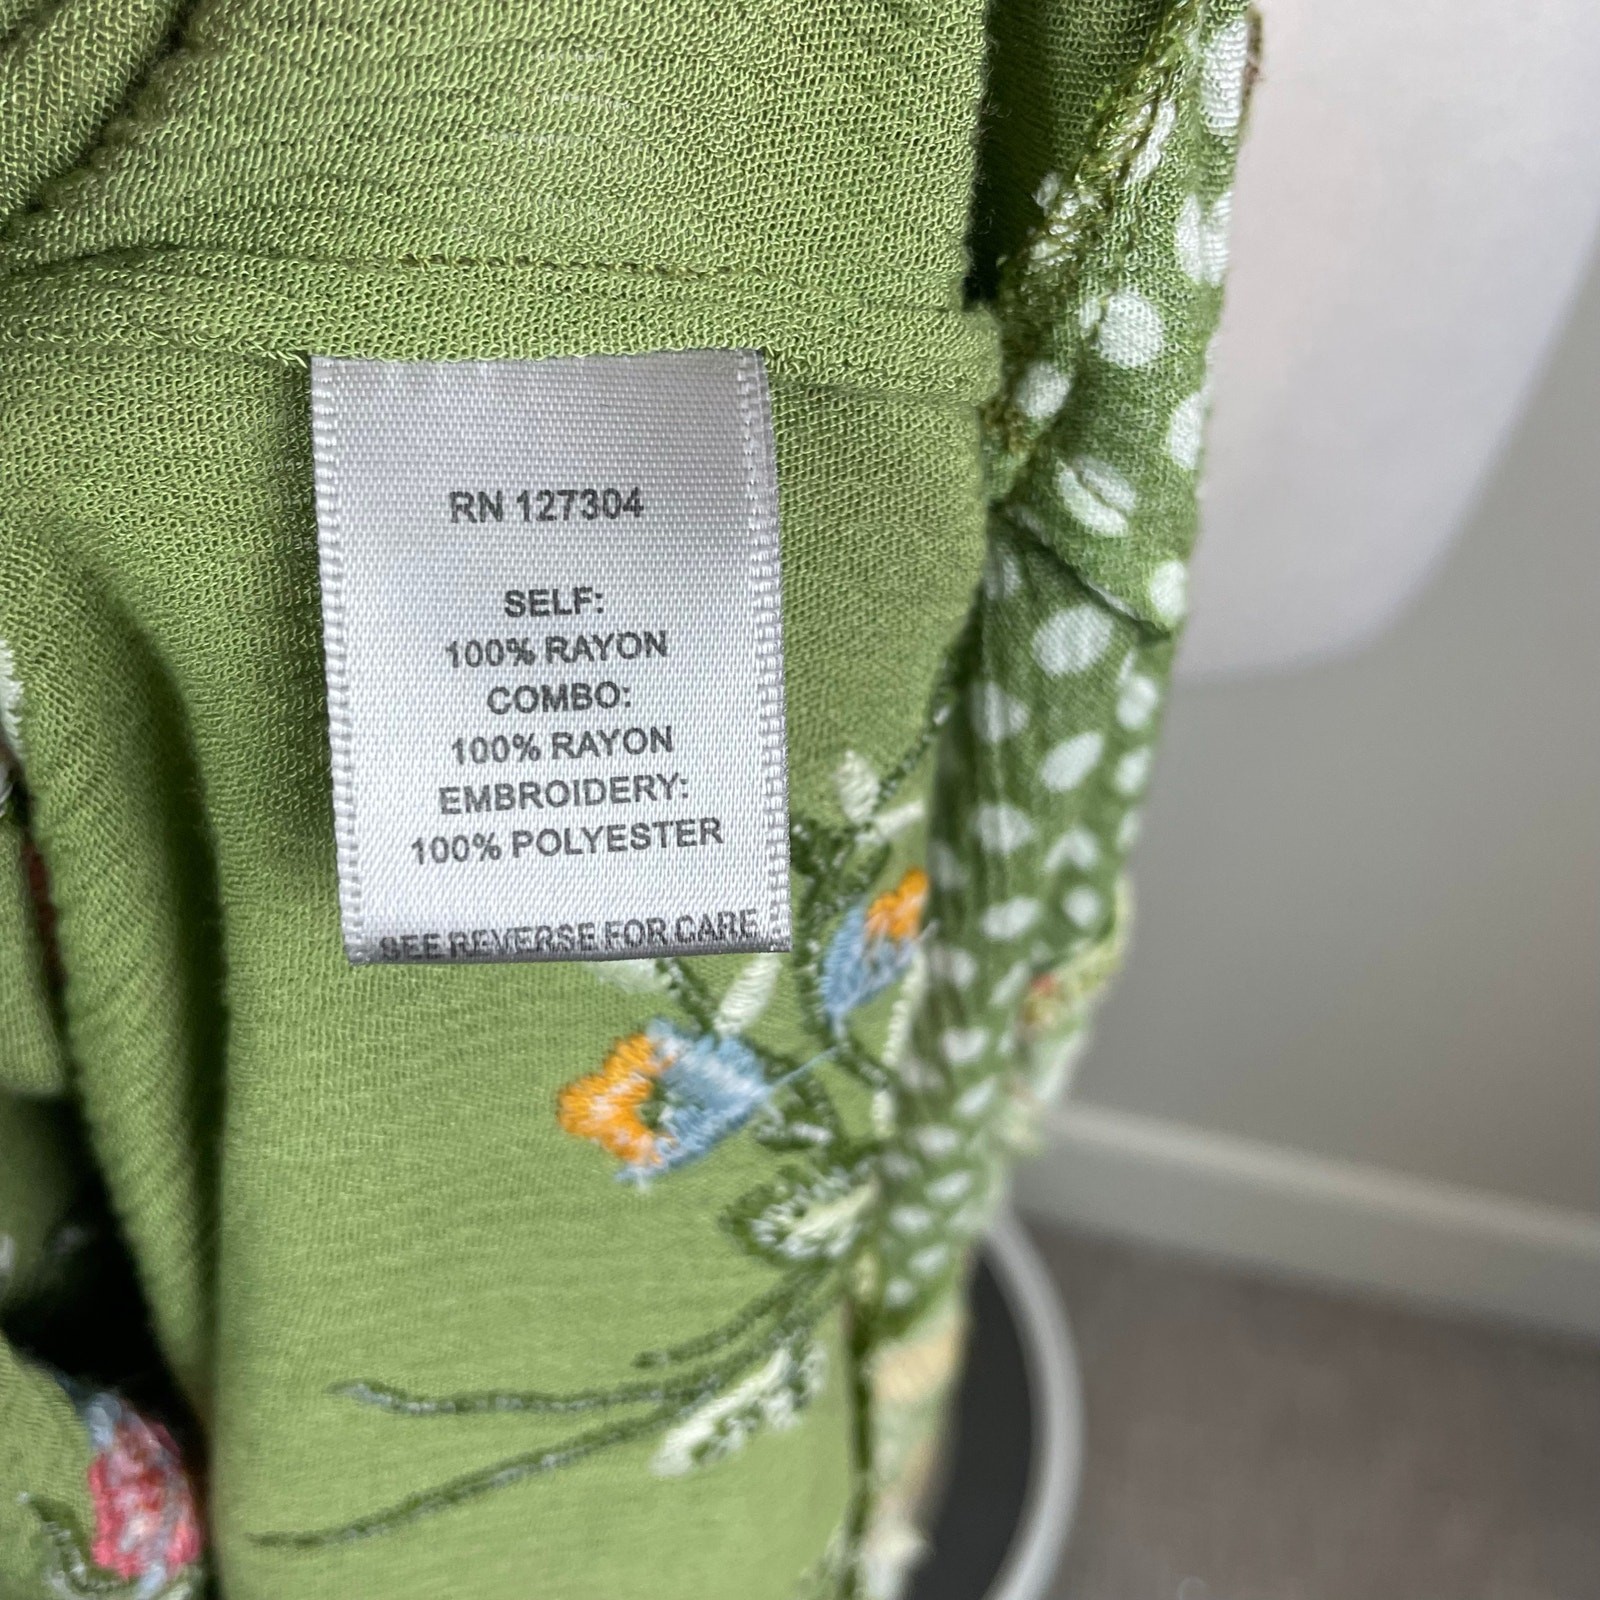 RN 127304
SELF:
100% RAYON
COMBO:
100% RAYON
EMBROIDERY:
100% POLYESTER
SEE REVERSE FOR CARE